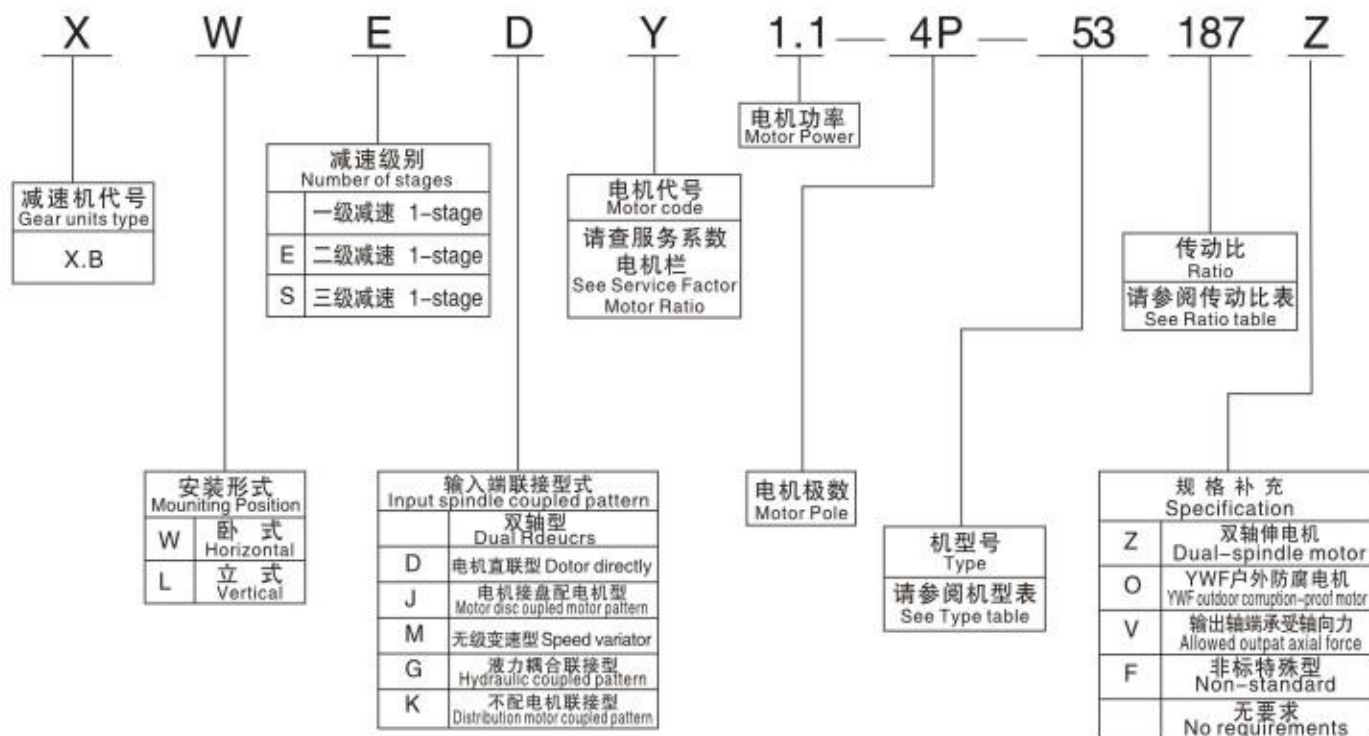 X W E D Y 1.1 — 4P — 53 187 Z
减速机代号
Gear units type
X.B
安装形式
Mouniting Position
W 卧 式
Horizontal
L 立 式
Vertical
减速级别
Number of stages
一级减速 1-stage
E 二级减速 1-stage
S 三级减速 1-stage
输入端联接型式
Input spindle coupled pattern
双轴型
Dual Rdeucrs
D 电机直联型 Dotor directly
J 电机接盘配电机型
Motor disc oupled motor pattern
M 无级变速型 Speed variator
G 液力耦合联接型
Hydraulic coupled pattern
K 不配电机联接型
Distribution motor coupled pattern
电机代号
Motor code
请查服务系数
电机栏
See Service Factor
Motor Ratio
电机功率
Motor Power
电机极数
Motor Pole
机型号
Type
请参阅机型表
See Type table
传动比
Ratio
请参阅传动比表
See Ratio table
规格补充
Specification
Z 双轴伸电机
Dual-spindle motor
O YWF户外防腐电机
YWF outdoor corruption-proof motor
V 输出轴端承受轴向力
Allowed outpat axial force
F 非标特殊型
Non-standard
无要求
No requirements